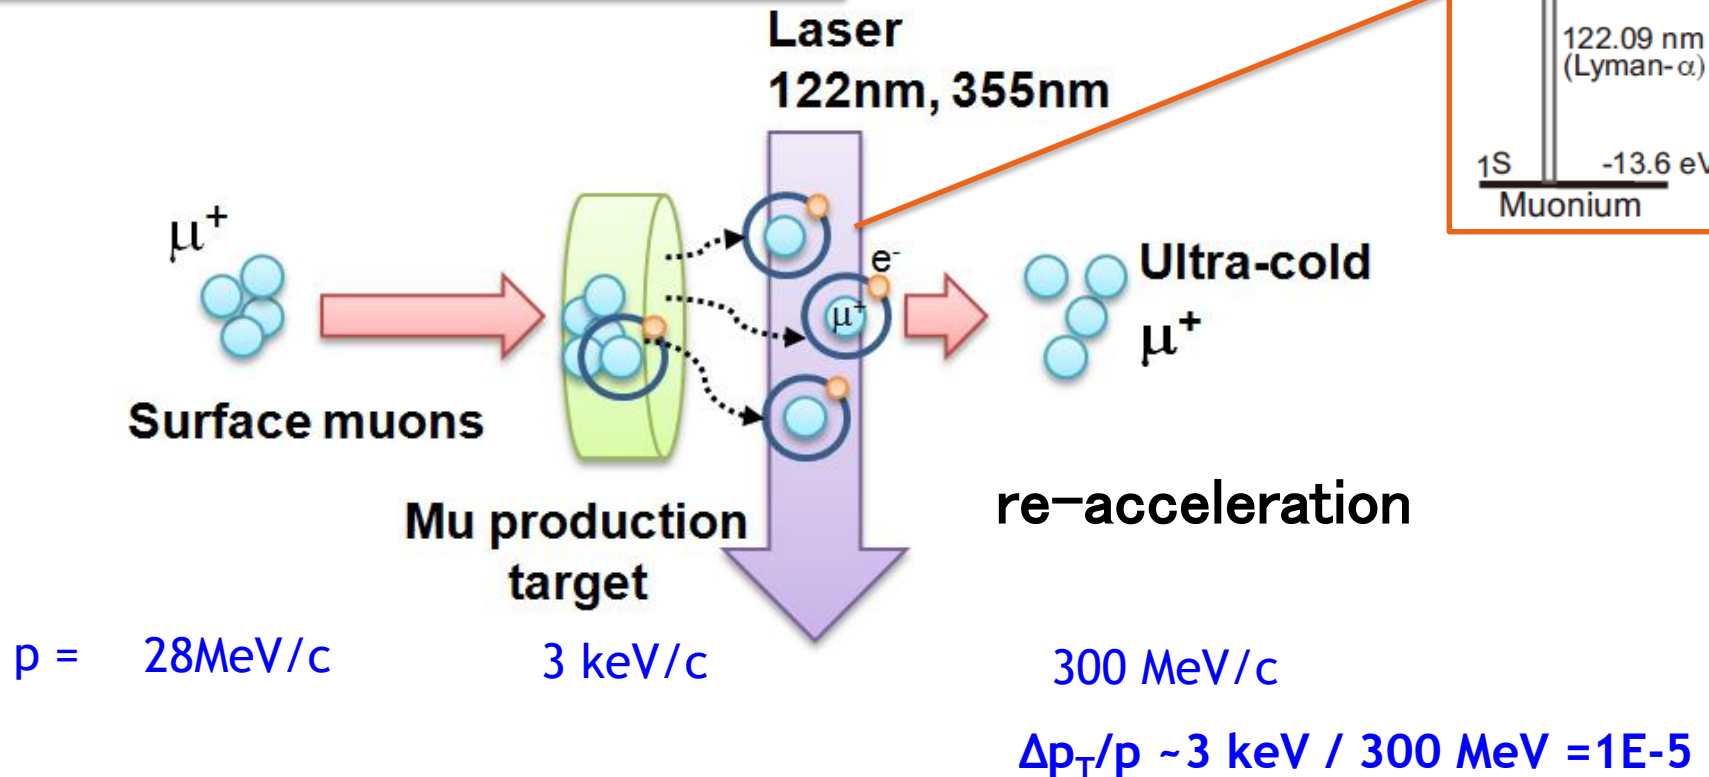 Laser
122nm, 355nm
122.09 nm
(Lyman-α)
1S -13.6 eV
Muonium
μ⁺
e⁻
μ⁺
Ultra-cold
μ⁺
Surface muons
Mu production
target
re-acceleration
p = 28MeV/c 3 keV/c 300 MeV/c
Δp_T/p ~3 keV / 300 MeV =1E-5